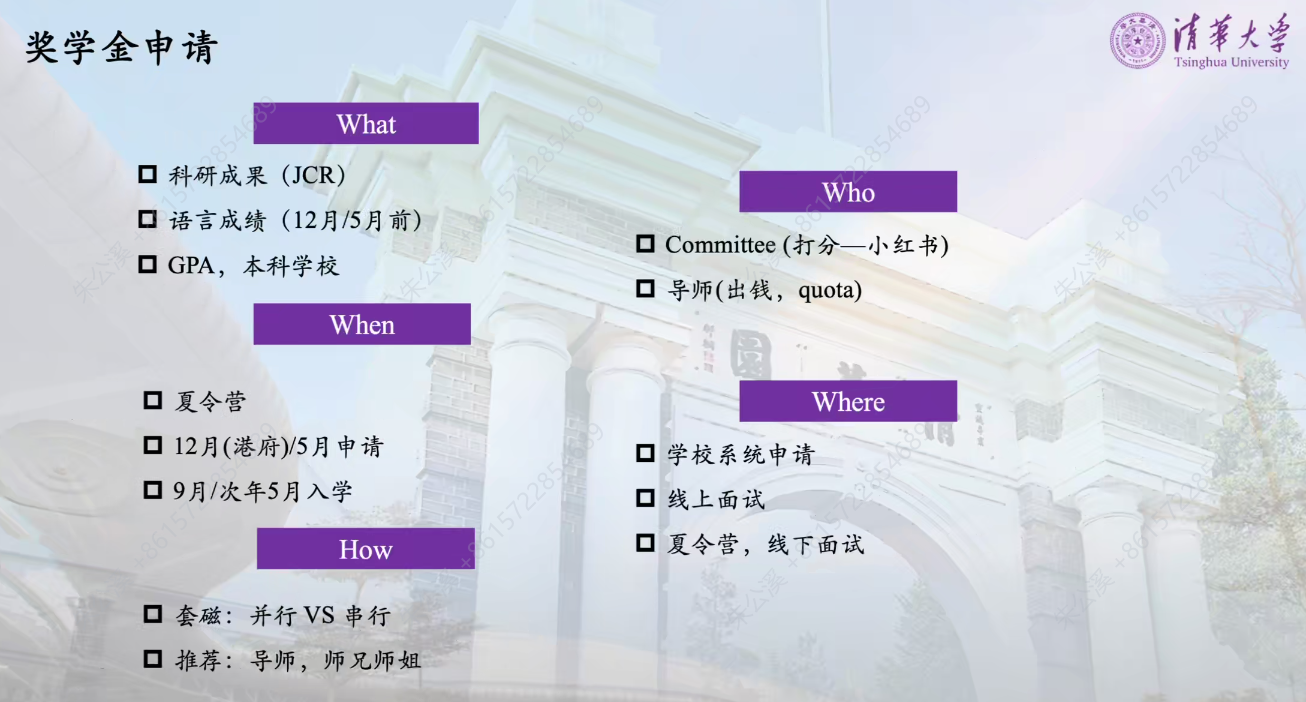 奖学金申请
清华大学
Tsinghua University
What
科研成果（JCR）
语言成绩（12月/5月前）
GPA，本科学校
When
夏令营
12月(港府)/5月申请
9月/次年5月入学
How
套磁：并行 VS 串行
推荐：导师，师兄师姐
Who
Committee (打分—小红书)
导师(出钱，quota)
Where
学校系统申请
线上面试
夏令营，线下面试
園
朱公溪 +8615722854689